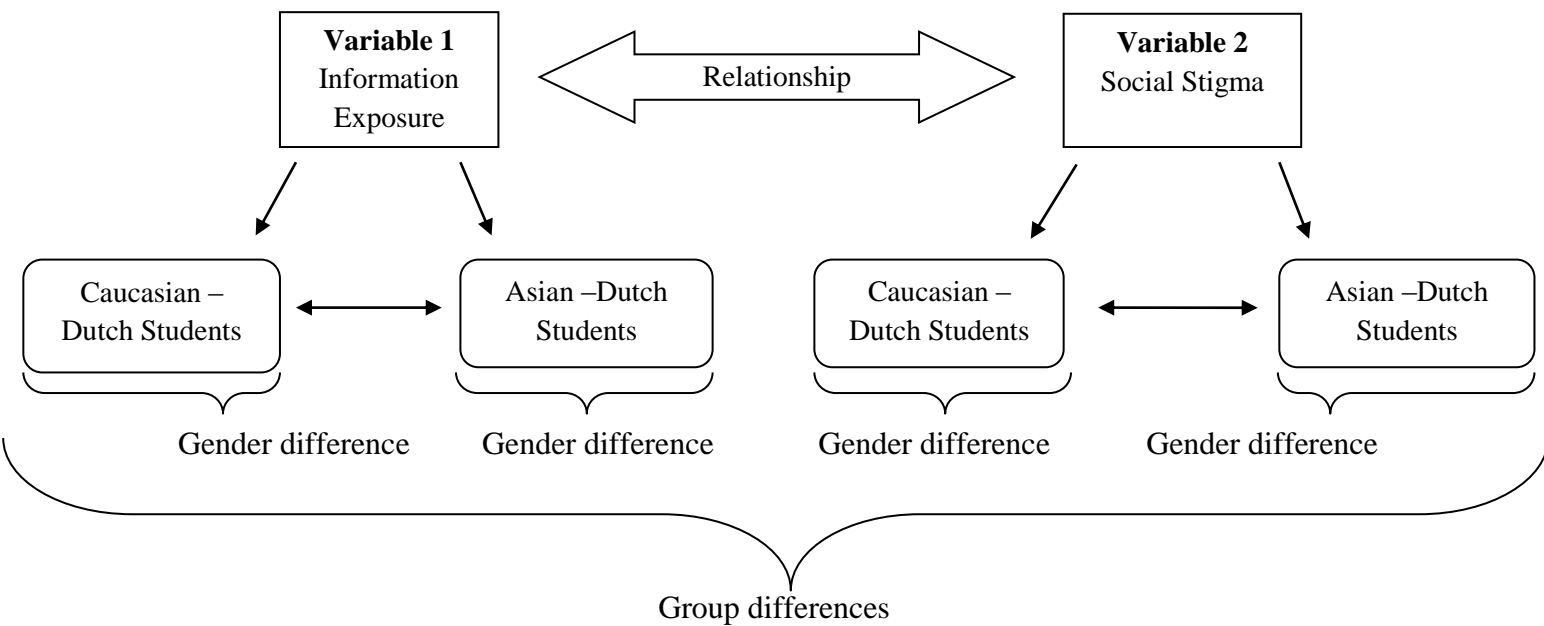 Variable 1
Information
Exposure
Relationship
Variable 2
Social Stigma
Caucasian –
Dutch Students
Asian –Dutch
Students
Caucasian –
Dutch Students
Asian –Dutch
Students
Gender difference
Gender difference
Gender difference
Gender difference
Group differences